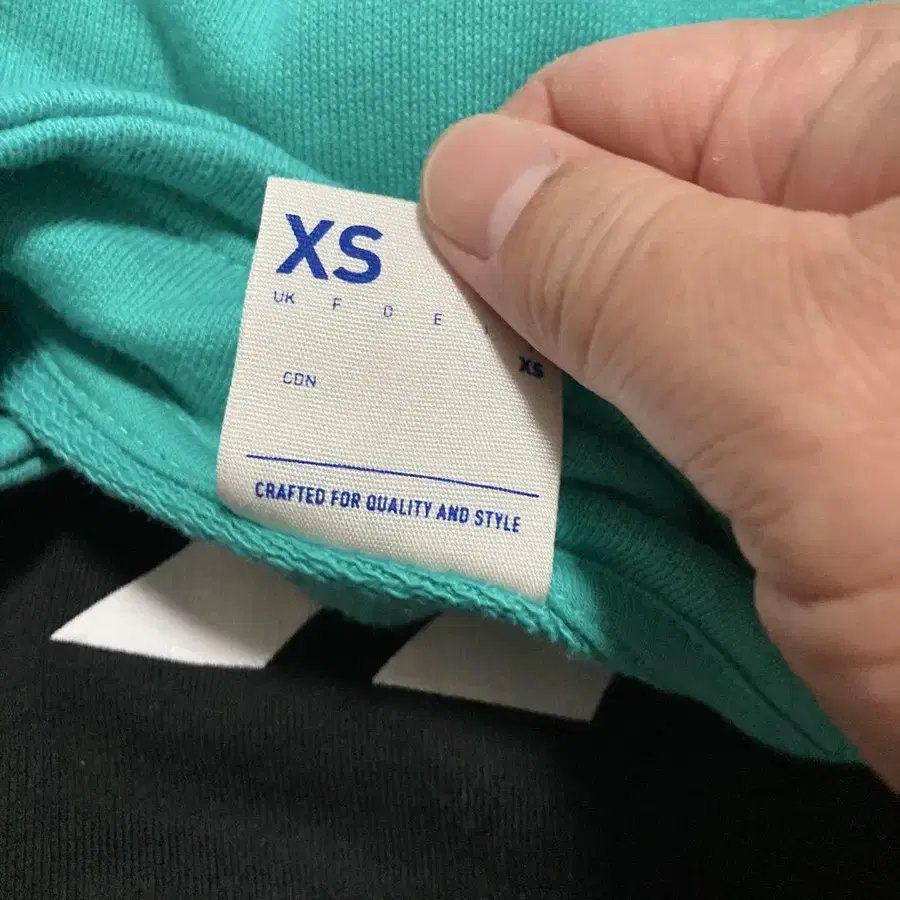 XS
UK F D E
XS
CDN
CRAFTED FOR QUALITY AND STYLE